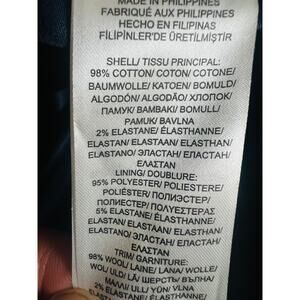 MADE IN PHILIPPINES
FABRIQUÉ AUX PHILIPPINES
HECHO EN FILIPINAS
FİLİPİNLER'DE ÜRETİLMİŞTİR
SHELL/ TISSU PRINCIPAL:
98% COTTON/ COTON/ COTONE/
BAUMWOLLE/ KATOEN/ BOMULD/
ALGODÓN/ ALGODÃO/ ХЛОПОК/
ПАМУК/ ΒΑΜΒΑΚΙ/ BOMULL/
PAMUK/ BAVLNA
2% ELASTANE/ ÉLASTHANNE/
ELASTAN/ ELASTAAN/ ELASTHAN/
ELASTANO/ ЭЛАСТАН/ ЕЛАСТАН/
ΕΛΑΣΤΑΝ
LINING/ DOUBLURE:
95% POLYESTER/ POLIESTERE/
POLIÉSTER/ ПОЛИЭСТЕР/
ПОЛИЕСТЕР/ ΠΟΛΥΕΣΤΕΡΑΣ
5% ELASTANE/ ÉLASTHANNE/
ELASTAN/ ELASTAAN/ ELASTHAN/
ELASTANO/ ЭЛАСТАН/ ЕЛАСТАН/
ΕΛΑΣΤΑΝ
TRIM/ GARNITURE:
98% WOOL/ LAINE/ LANA/ WOLLE/
WOL/ ULD/ LÃ/ ШЕРСТЬ/ ВЪЛНА/
ΜΑΛΛΙ/ ULL/ YÜN/ VLNA
2% ELASTANE/ ÉLASTHANNE/